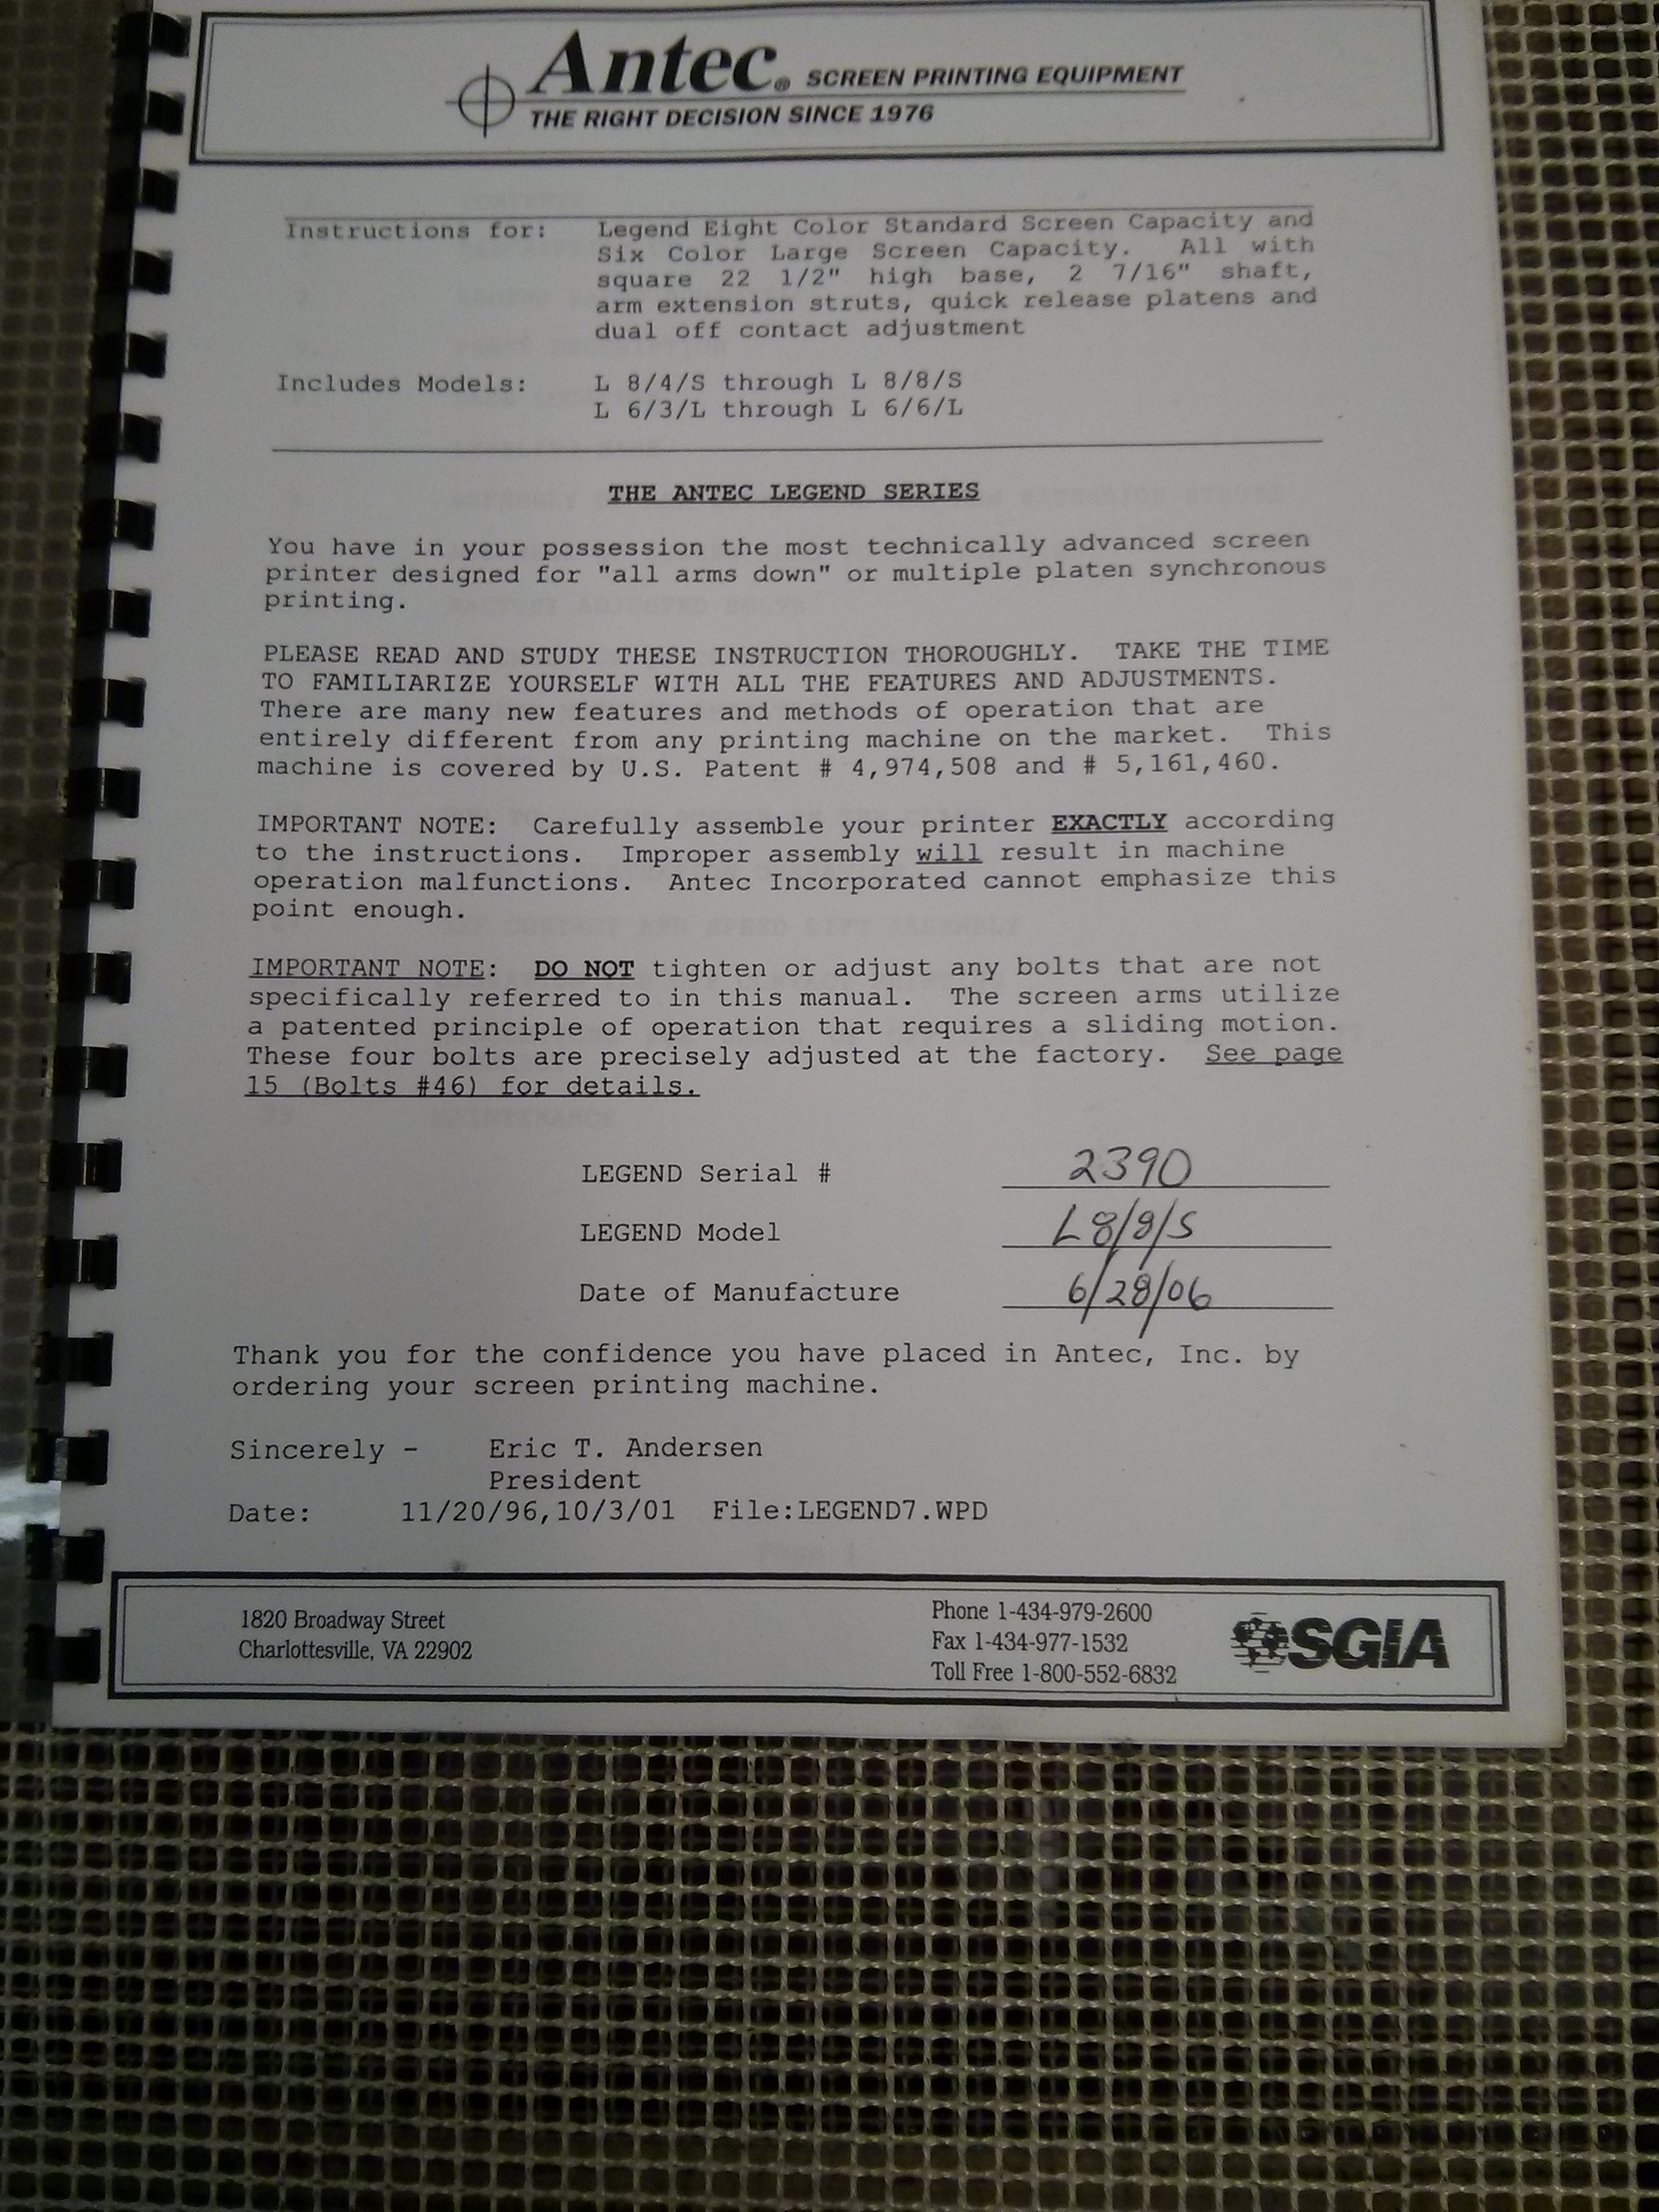 Antec® SCREEN PRINTING EQUIPMENT
THE RIGHT DECISION SINCE 1976
Instructions for: Legend Eight Color Standard Screen Capacity and
Six Color Large Screen Capacity. All with
square 22 1/2" high base, 2 7/16" shaft,
arm extension struts, quick release platens and
dual off contact adjustment
Includes Models: L 8/4/S through L 8/8/S
L 6/3/L through L 6/6/L
THE ANTEC LEGEND SERIES
You have in your possession the most technically advanced screen
printer designed for "all arms down" or multiple platen synchronous
printing.
PLEASE READ AND STUDY THESE INSTRUCTION THOROUGHLY. TAKE THE TIME
TO FAMILIARIZE YOURSELF WITH ALL THE FEATURES AND ADJUSTMENTS.
There are many new features and methods of operation that are
entirely different from any printing machine on the market. This
machine is covered by U.S. Patent # 4,974,508 and # 5,161,460.
IMPORTANT NOTE: Carefully assemble your printer EXACTLY according
to the instructions. Improper assembly will result in machine
operation malfunctions. Antec Incorporated cannot emphasize this
point enough.
IMPORTANT NOTE: DO NOT tighten or adjust any bolts that are not
specifically referred to in this manual. The screen arms utilize
a patented principle of operation that requires a sliding motion.
These four bolts are precisely adjusted at the factory. See page
15 (Bolts #46) for details.
LEGEND Serial # 2390
LEGEND Model L8/8/S
Date of Manufacture 6/28/06
Thank you for the confidence you have placed in Antec, Inc. by
ordering your screen printing machine.
Sincerely - Eric T. Andersen
President
Date: 11/20/96,10/3/01 File:LEGEND7.WPD
1820 Broadway Street
Charlottesville, VA 22902
Phone 1-434-979-2600
Fax 1-434-977-1532
Toll Free 1-800-552-6832
SGIA